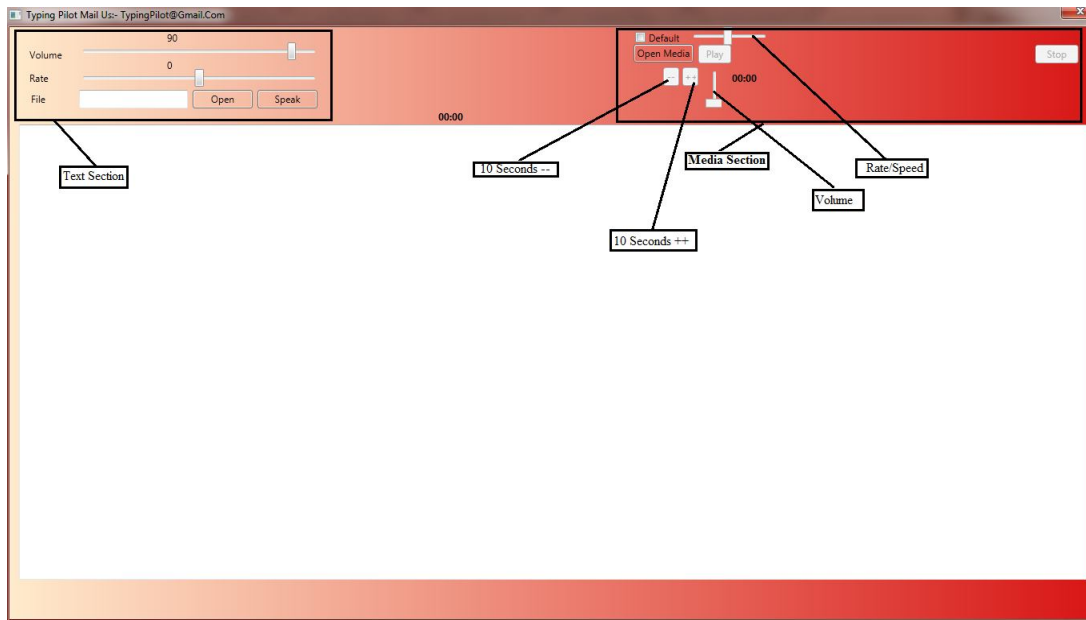 Typing Pilot Mail Us:- TypingPilot@Gmail.Com
x
90
Volume
0
Rate
File
Open
Speak
00:00
Default
Open Media
Play
Stop
--
++
00:00
Text Section
10 Seconds --
Media Section
Rate/Speed
Volume
10 Seconds ++